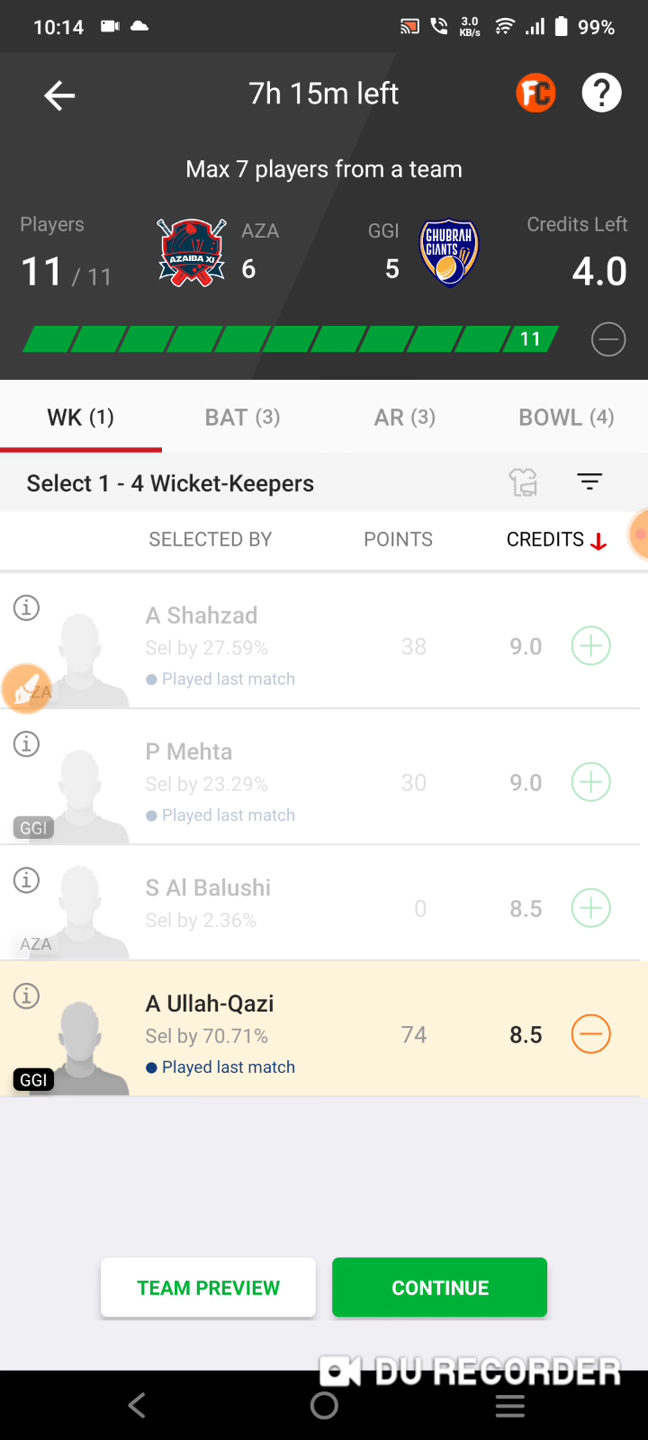 10:14
3.0
KB/s
99%
7h 15m left
FC
?
Max 7 players from a team
Players
11 / 11
AZAIBA XI
AZA
6
GGI
5
GHUBRAH
GIANTS
Credits Left
4.0
11
WK (1)
BAT (3)
AR (3)
BOWL (4)
Select 1 - 4 Wicket-Keepers
SELECTED BY
POINTS
CREDITS
A Shahzad
Sel by 27.59%
38
9.0
Played last match
ZA
P Mehta
Sel by 23.29%
30
9.0
Played last match
GGI
S Al Balushi
Sel by 2.36%
0
8.5
AZA
A Ullah-Qazi
Sel by 70.71%
74
8.5
Played last match
GGI
TEAM PREVIEW
CONTINUE
DU RECORDER